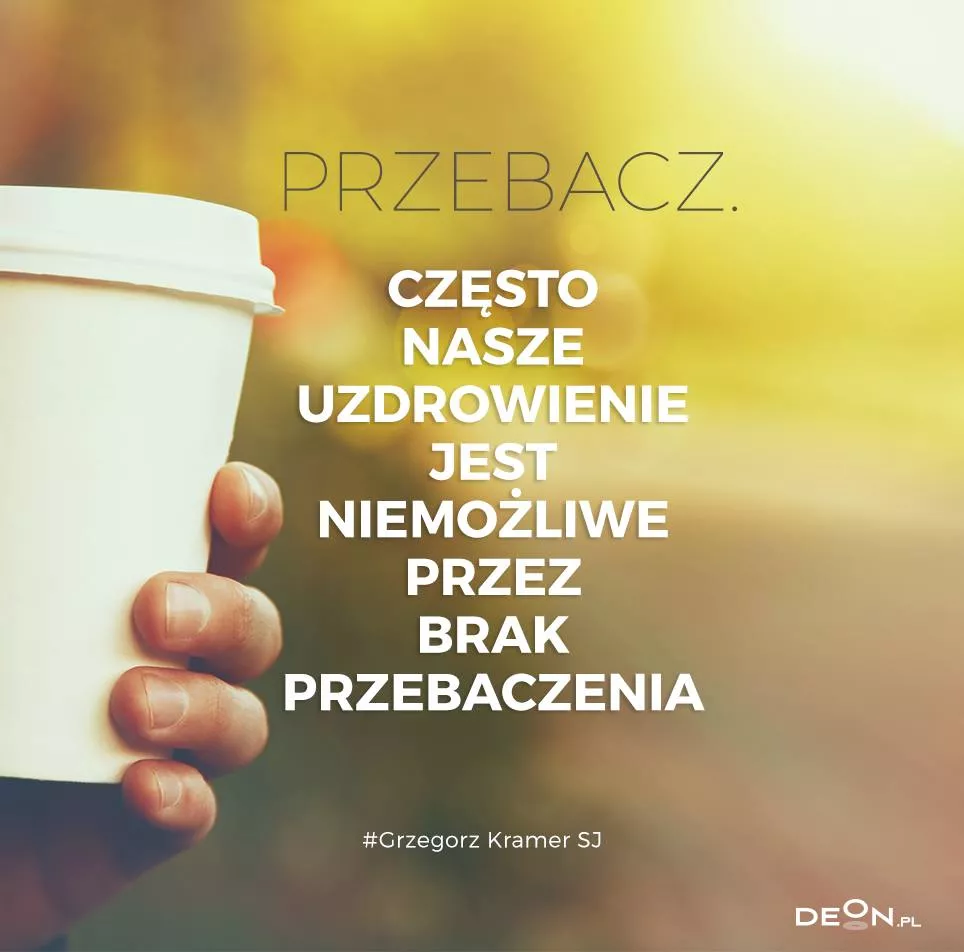 PRZEBACZ.
CZĘSTO
NASZE
UZDROWIENIE
JEST
NIEMOŻLIWE
PRZEZ
BRAK
PRZEBACZENIA
#Grzegorz Kramer SJ
DEON.PL